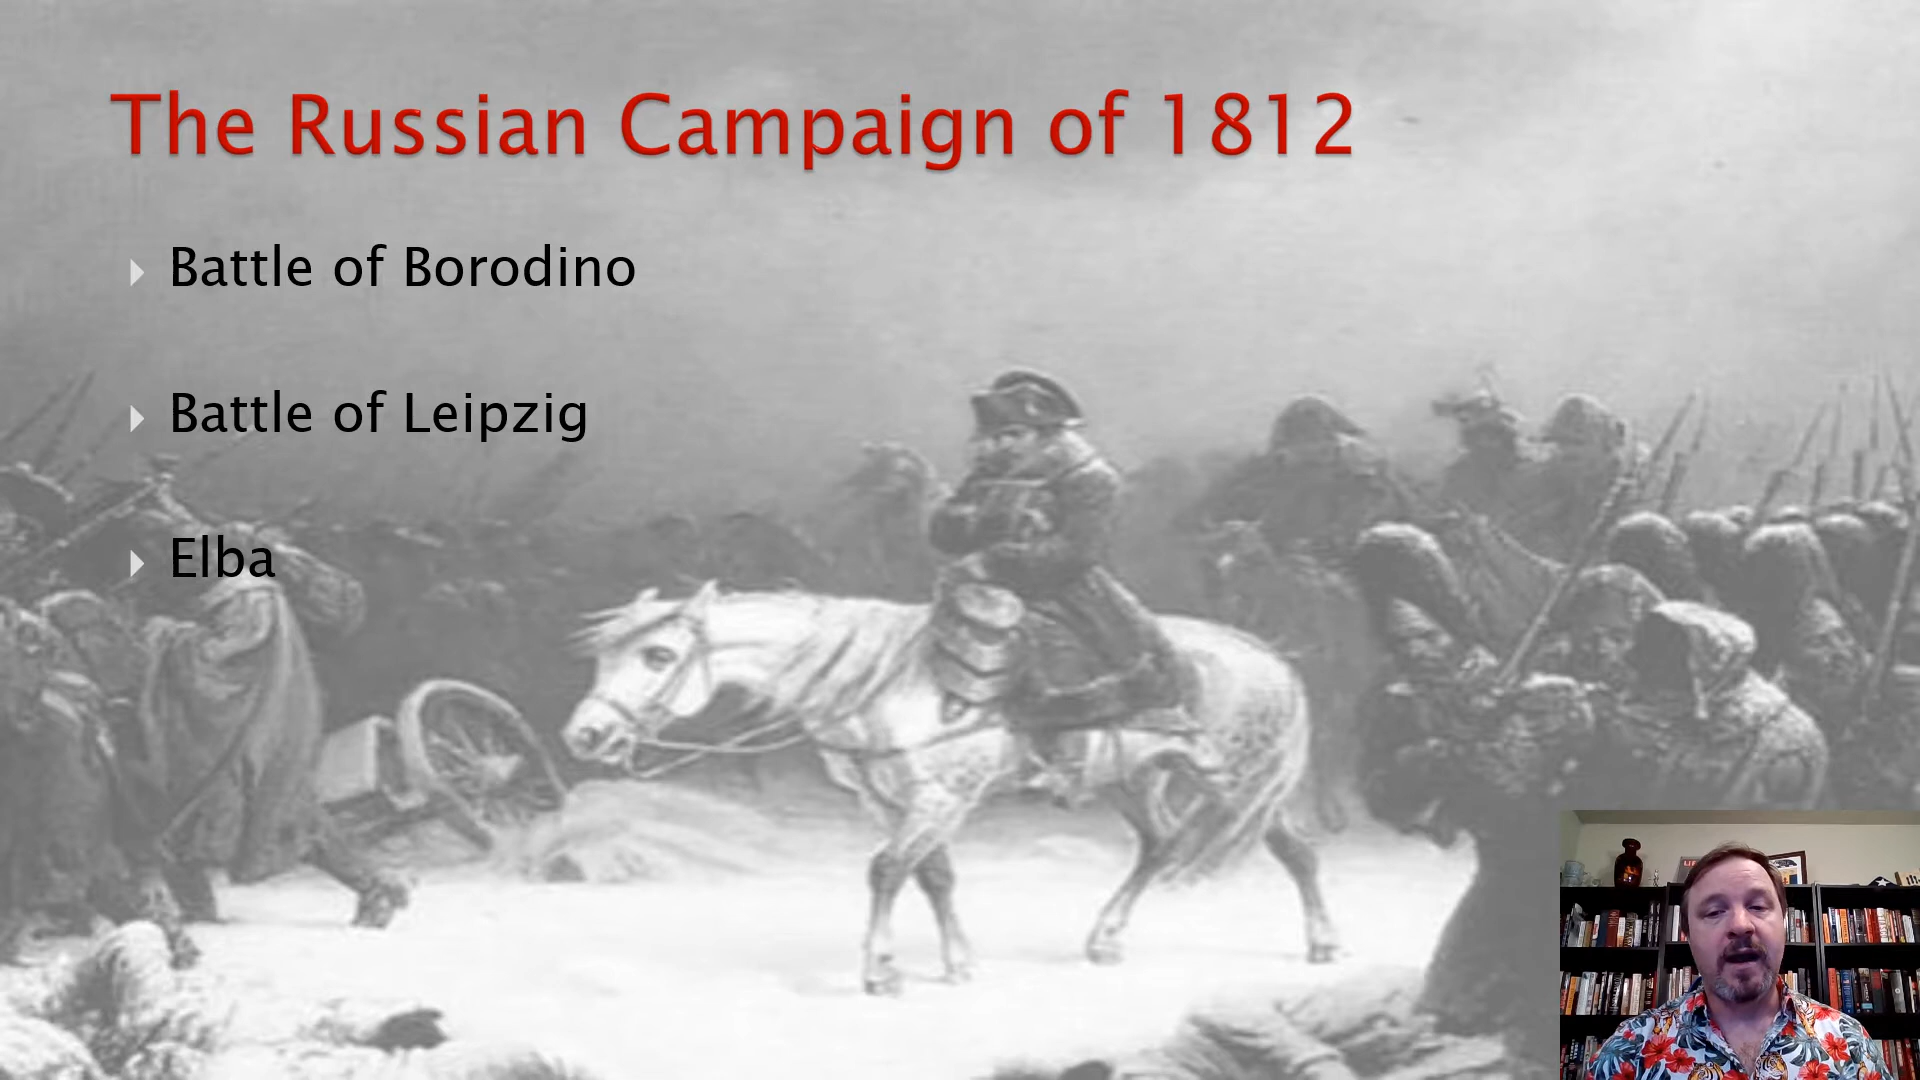 The Russian Campaign of 1812
Battle of Borodino
Battle of Leipzig
Elba